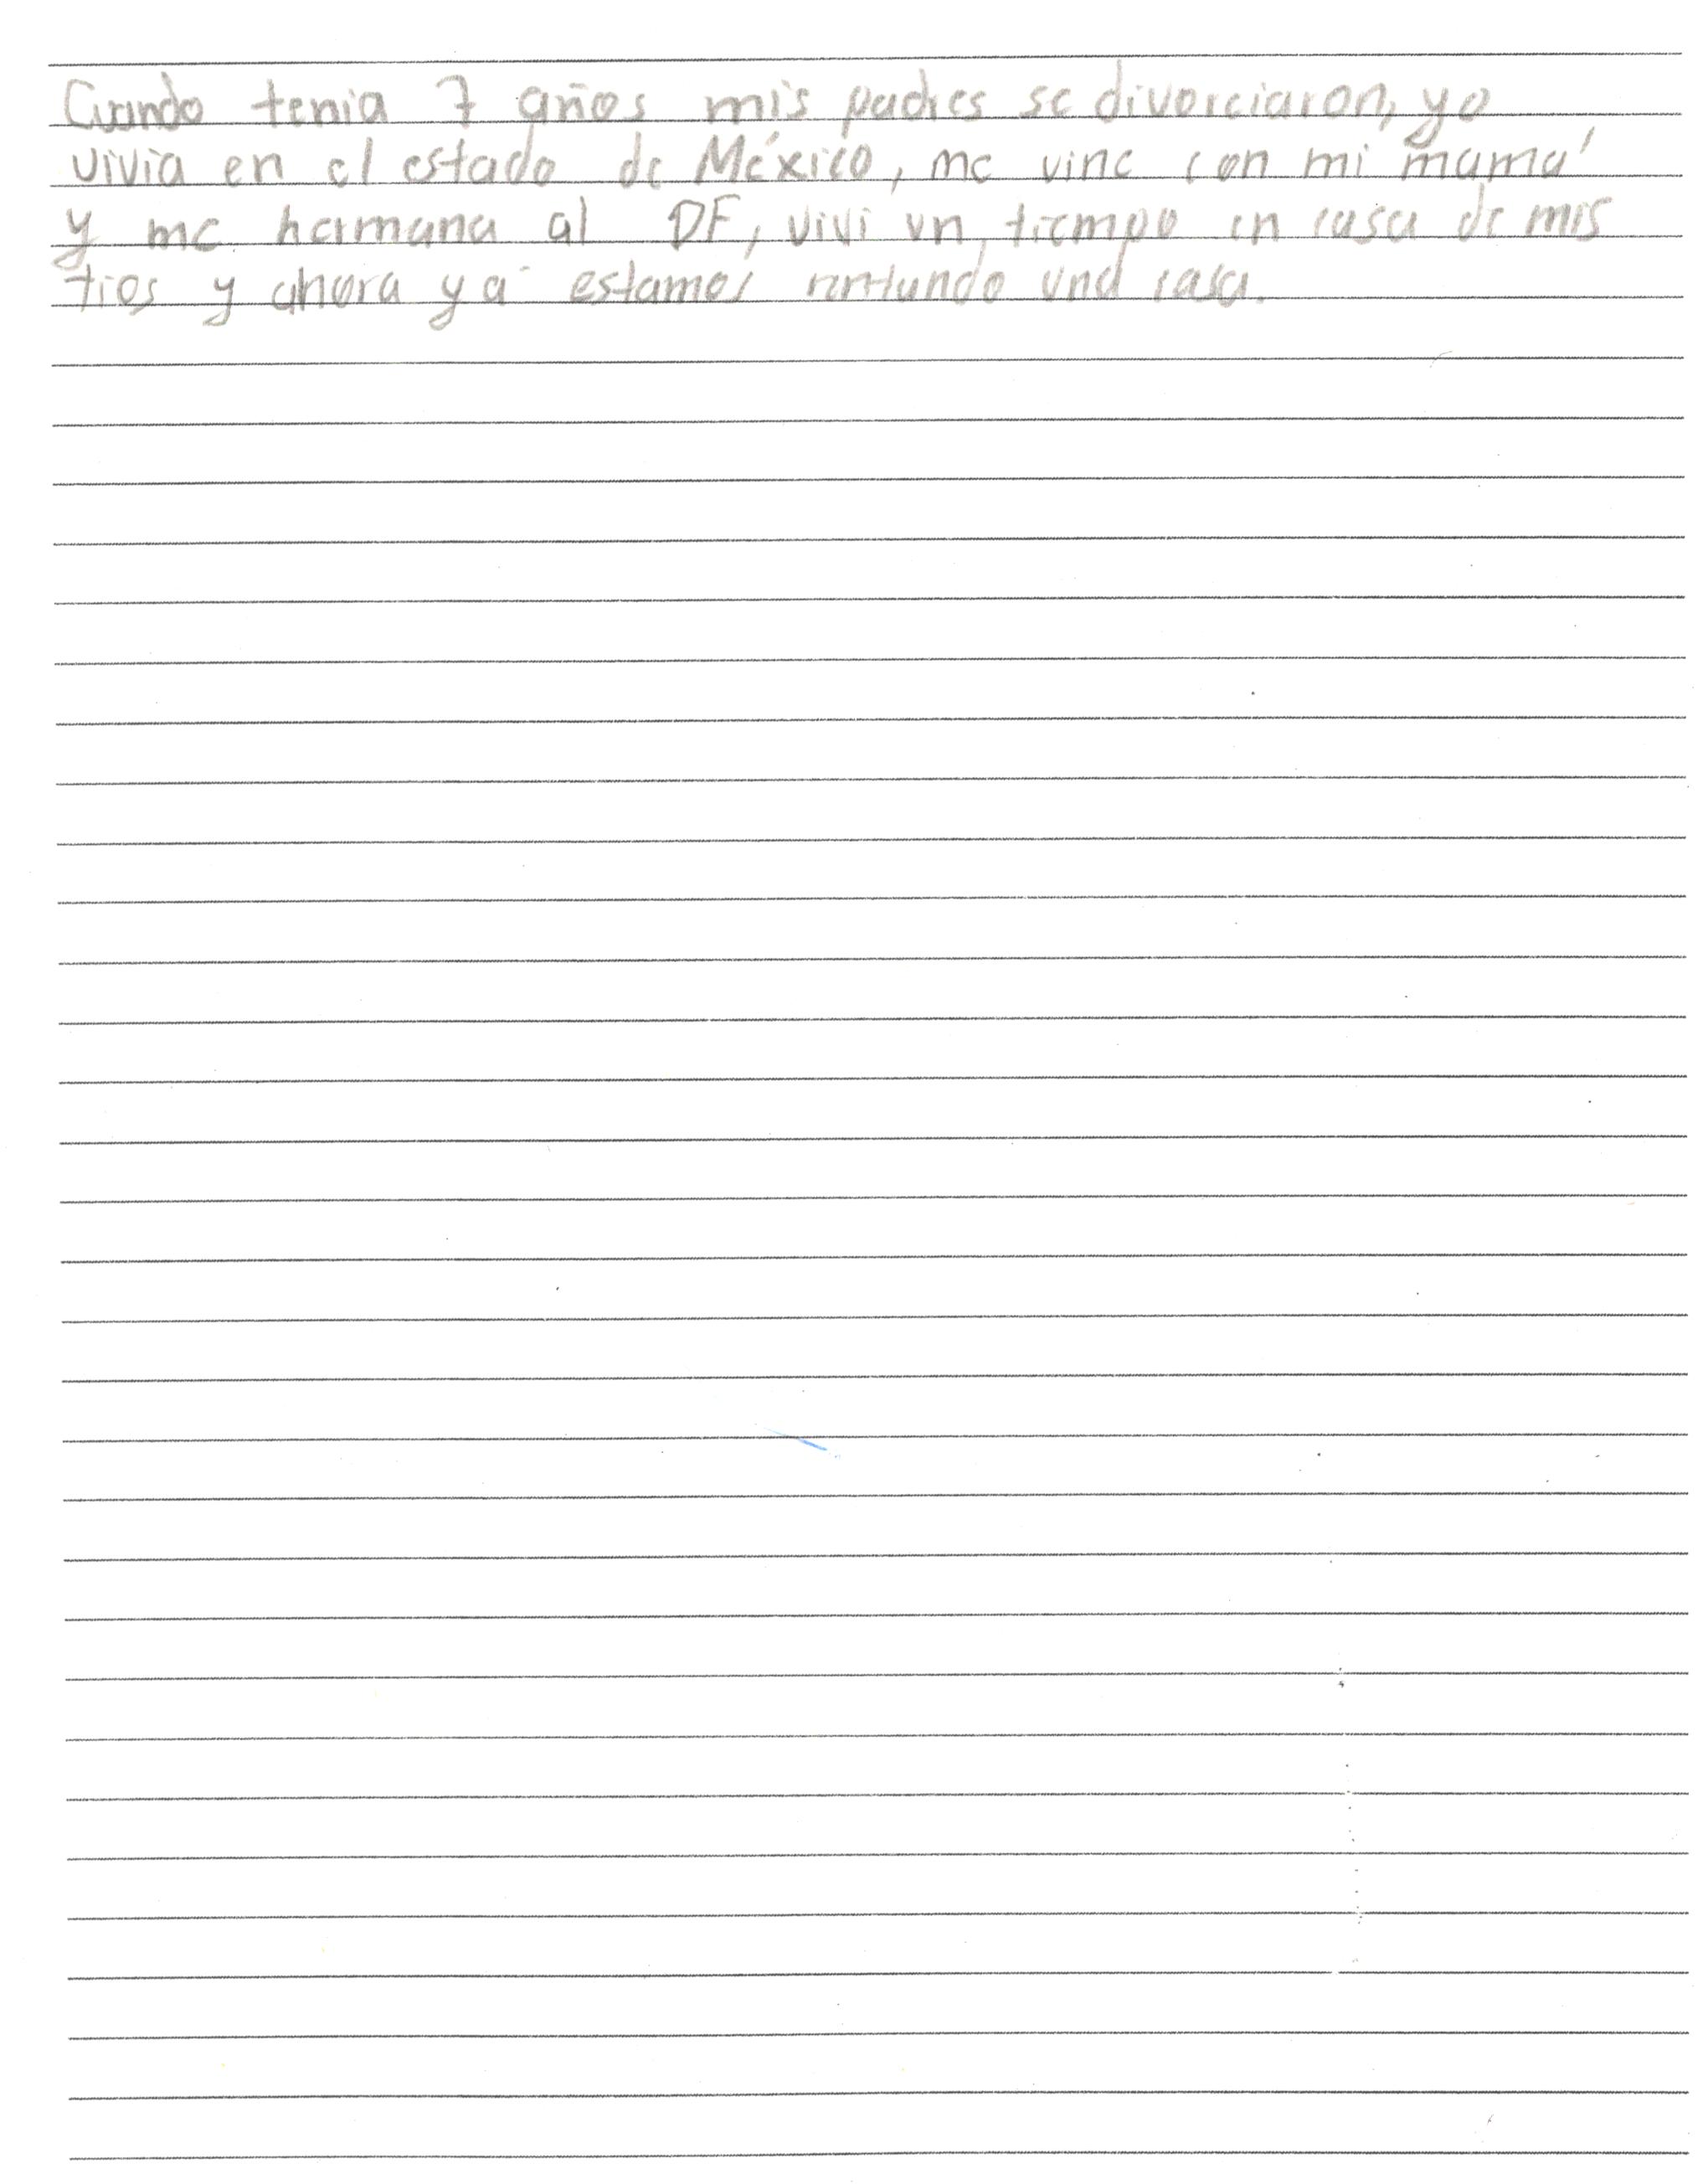 Cuando tenia 7 años mis padres se divorciaron, yo
vivia en el estado de México, me vine con mi mamá
y me hermana al DF, vivi un tiempo en casa de mis
tios y ahora ya estamos rentando una casa.